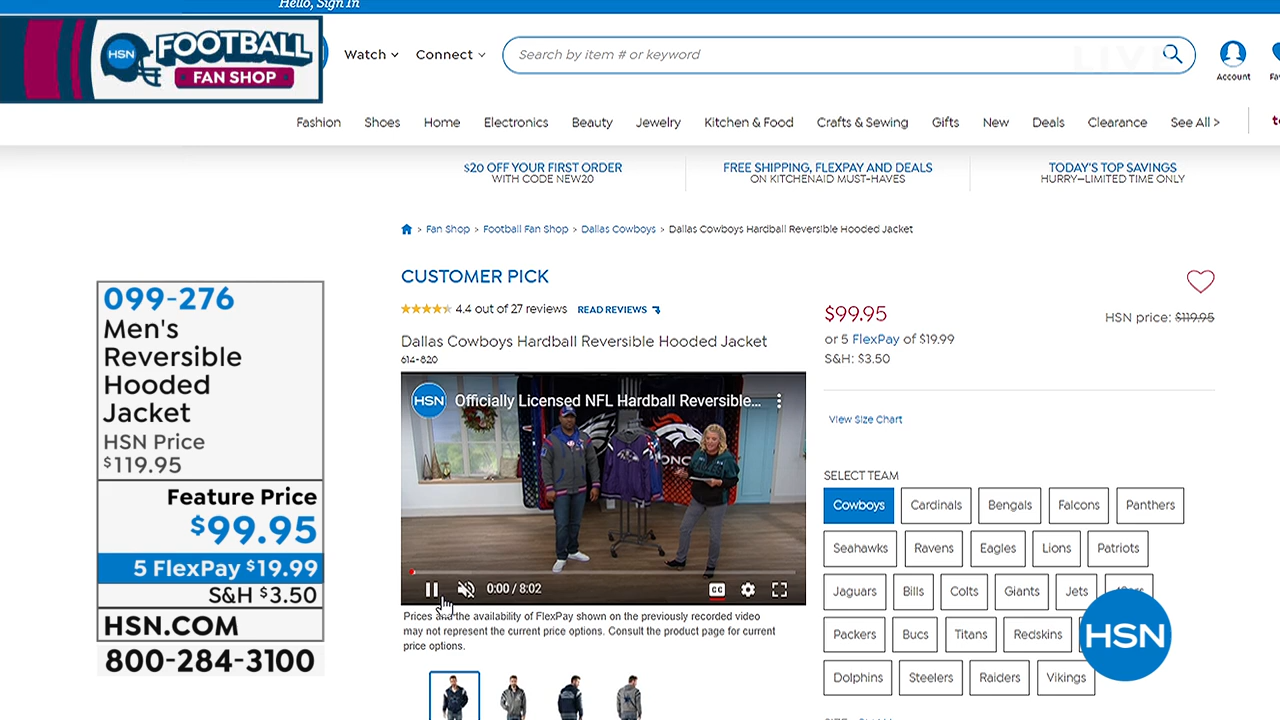 Hello, Sign In
HSN
FOOTBALL
FAN SHOP
Watch
Connect
Search by item # or keyword
LIVE
Account
Fashion
Shoes
Home
Electronics
Beauty
Jewelry
Kitchen & Food
Crafts & Sewing
Gifts
New
Deals
Clearance
See All >
$20 OFF YOUR FIRST ORDER
WITH CODE NEW20
FREE SHIPPING, FLEXPAY AND DEALS
ON KITCHENAID MUST-HAVES
TODAY'S TOP SAVINGS
HURRY—LIMITED TIME ONLY
> Fan Shop > Football Fan Shop > Dallas Cowboys > Dallas Cowboys Hardball Reversible Hooded Jacket
099-276
Men's
Reversible
Hooded
Jacket
HSN Price
$119.95
Feature Price
$99.95
5 FlexPay $19.99
S&H $3.50
HSN.COM
800-284-3100
CUSTOMER PICK
4.4 out of 27 reviews READ REVIEWS
Dallas Cowboys Hardball Reversible Hooded Jacket
614-820
HSN
Officially Licensed NFL Hardball Reversible...
0:00 / 8:02
CC
Prices and the availability of FlexPay shown on the previously recorded video
may not represent the current price options. Consult the product page for current
price options.
$99.95
HSN price: $119.95
or 5 FlexPay of $19.99
S&H: $3.50
View Size Chart
SELECT TEAM
Cowboys
Cardinals
Bengals
Falcons
Panthers
Seahawks
Ravens
Eagles
Lions
Patriots
Jaguars
Bills
Colts
Giants
Jets
Packers
Bucs
Titans
Redskins
HSN
Dolphins
Steelers
Raiders
Vikings